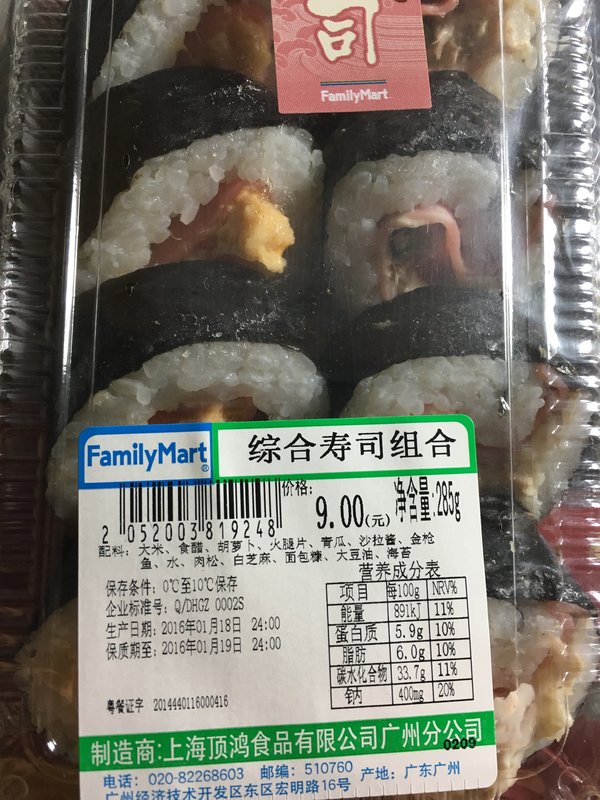 司
FamilyMart
FamilyMart 综合寿司组合
价格: 9.00(元) 净含量:285g
2 052003 819248
配料: 大米、食醋、胡萝卜、火腿片、青瓜、沙拉酱、金枪
鱼、水、肉松、白芝麻、面包糠、大豆油、海苔
营养成分表
项目 每100g NRV%
能量 891kJ 11%
蛋白质 5.9g 10%
脂肪 6.0g 10%
碳水化合物 33.7g 11%
钠 400mg 20%
保存条件: 0℃至10℃保存
企业标准号: Q/DHGZ 0002S
生产日期: 2016年01月18日 24:00
保质期至: 2016年01月19日 24:00
粤餐证字 2014440116000416
制造商:上海顶鸿食品有限公司广州分公司
0209
电话: 020-82268603 邮编: 510760 产地: 广东广州
广州经济技术开发区东区宏明路16号